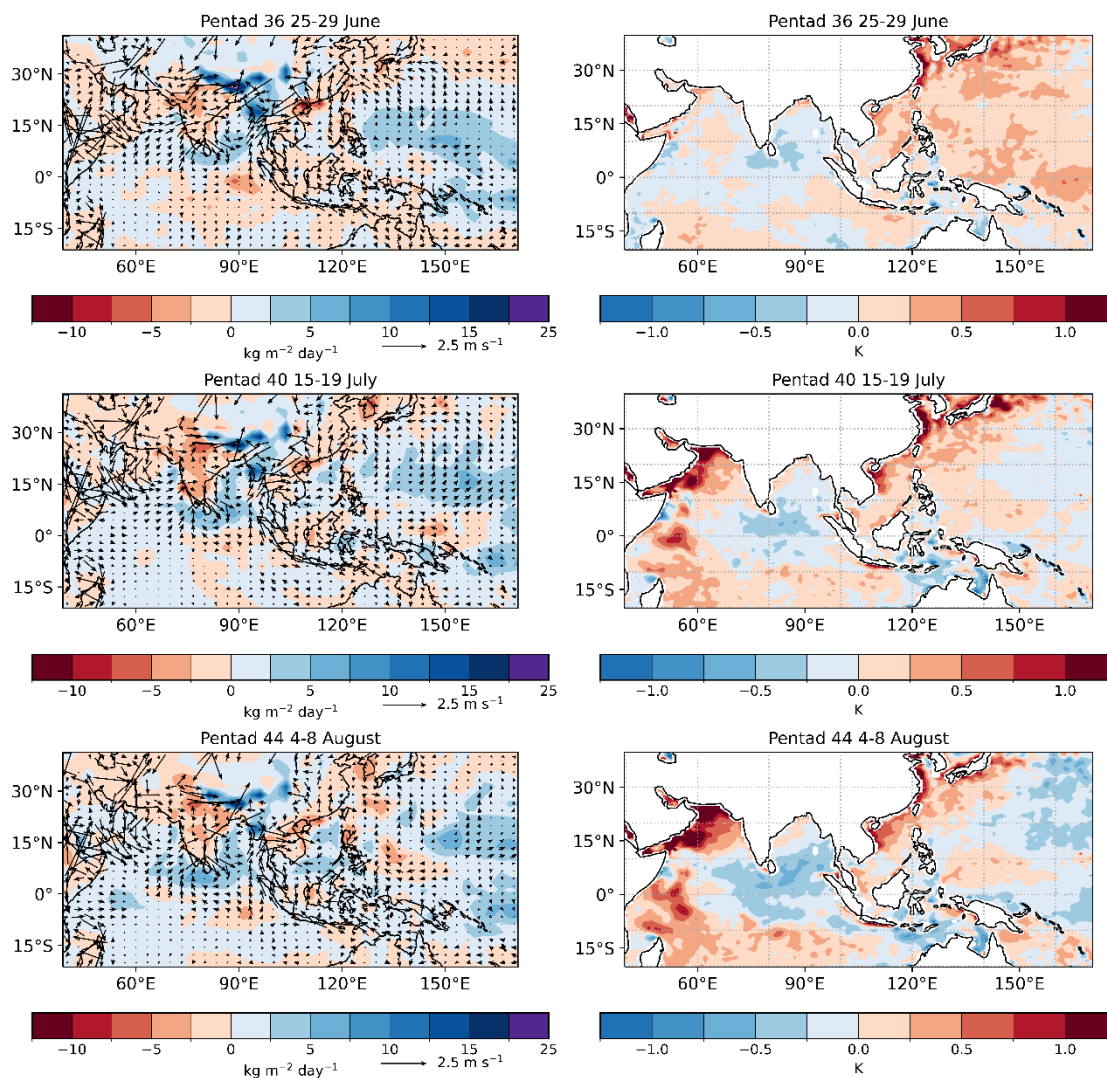 Pentad 36 25-29 June
Pentad 36 25-29 June
30°N
15°N
0°
15°S
60°E 90°E 120°E 150°E
30°N
15°N
0°
15°S
60°E 90°E 120°E 150°E
−10 −5 0 5 10 15 25
kg m⁻² day⁻¹ 2.5 m s⁻¹
−1.0 −0.5 0.0 0.5 1.0
K
Pentad 40 15-19 July
Pentad 40 15-19 July
30°N
15°N
0°
15°S
60°E 90°E 120°E 150°E
30°N
15°N
0°
15°S
60°E 90°E 120°E 150°E
−10 −5 0 5 10 15 25
kg m⁻² day⁻¹ 2.5 m s⁻¹
−1.0 −0.5 0.0 0.5 1.0
K
Pentad 44 4-8 August
Pentad 44 4-8 August
30°N
15°N
0°
15°S
60°E 90°E 120°E 150°E
30°N
15°N
0°
15°S
60°E 90°E 120°E 150°E
−10 −5 0 5 10 15 25
kg m⁻² day⁻¹ 2.5 m s⁻¹
−1.0 −0.5 0.0 0.5 1.0
K